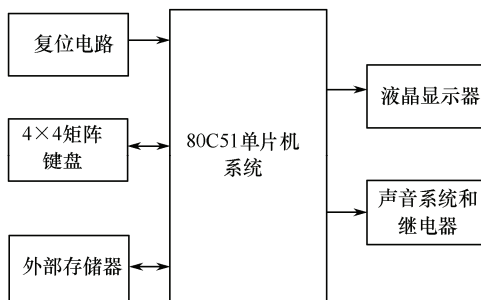 复位电路
4×4矩阵
键盘
外部存储器
80C51单片机
系统
液晶显示器
声音系统和
继电器